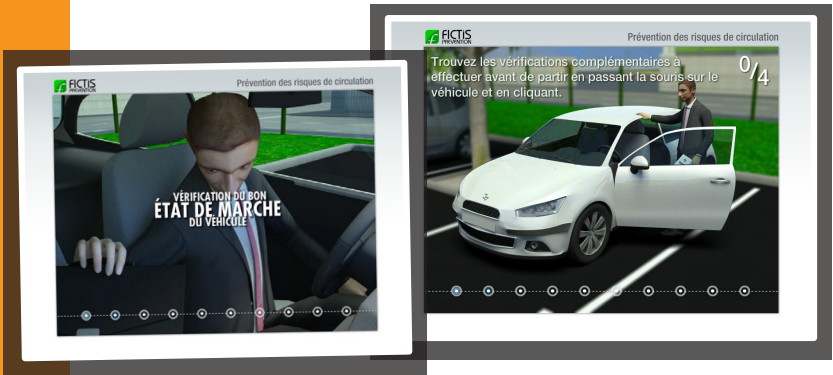 FICTIS
PRÉVENTION
Prévention des risques de circulation
VÉRIFICATION DU BON
ÉTAT DE MARCHE
DU VÉHICULE
FICTIS
PRÉVENTION
Prévention des risques de circulation
Trouvez les vérifications complémentaires à
effectuer avant de partir en passant la souris sur le
véhicule et en cliquant.
0/4